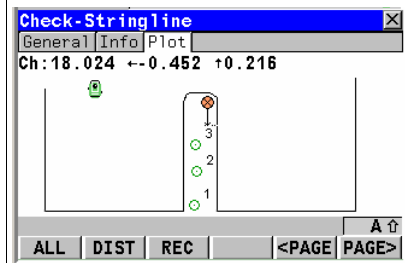 Check-Stringline
General Info Plot
Ch:18.024 ←-0.452 ↑0.216
3
2
1
A ⇧
ALL DIST REC <PAGE PAGE>